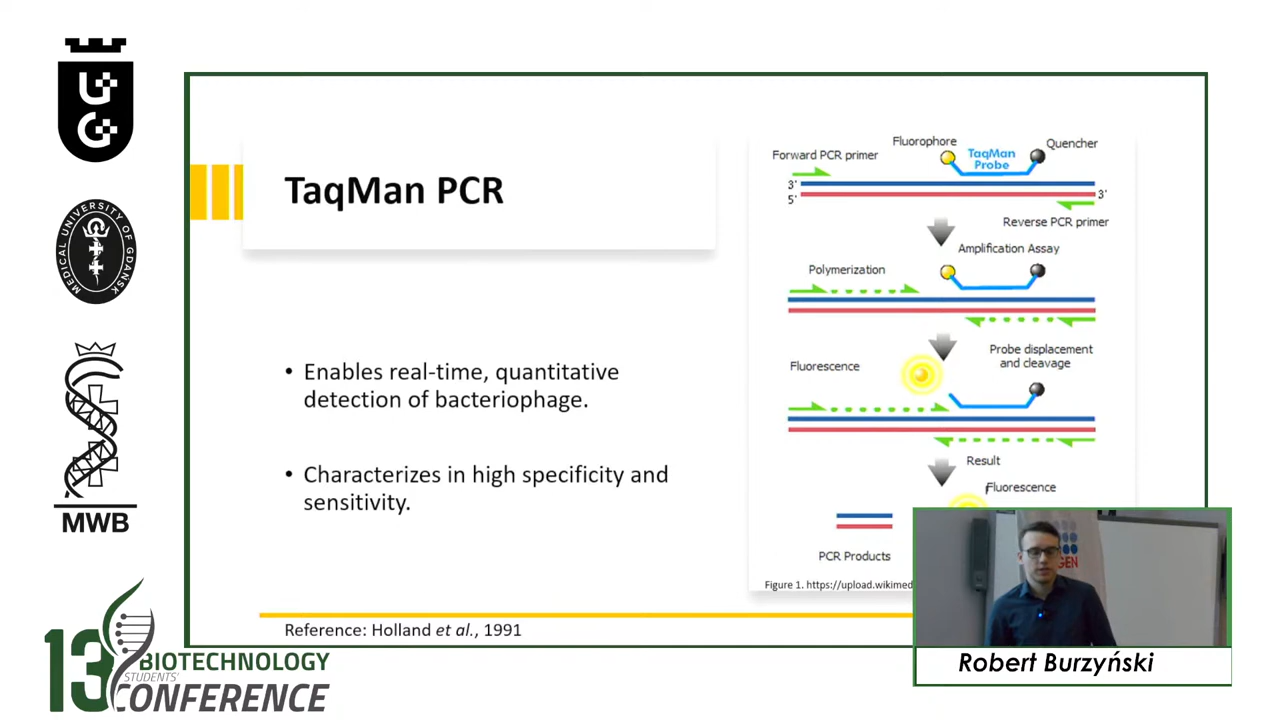 UG
MEDICAL UNIVERSITY OF GDANSK
MWB
13 BIOTECHNOLOGY
STUDENTS'
CONFERENCE
TaqMan PCR
• Enables real-time, quantitative
detection of bacteriophage.
• Characterizes in high specificity and
sensitivity.
Reference: Holland et al., 1991
Fluorophore
Quencher
TaqMan
Probe
Forward PCR primer
3'
5'
3'
Reverse PCR primer
Amplification Assay
Polymerization
Probe displacement
and cleavage
Fluorescence
Result
Fluorescence
PCR Products
Figure 1. https://upload.wikimed
GEN
Robert Burzyński